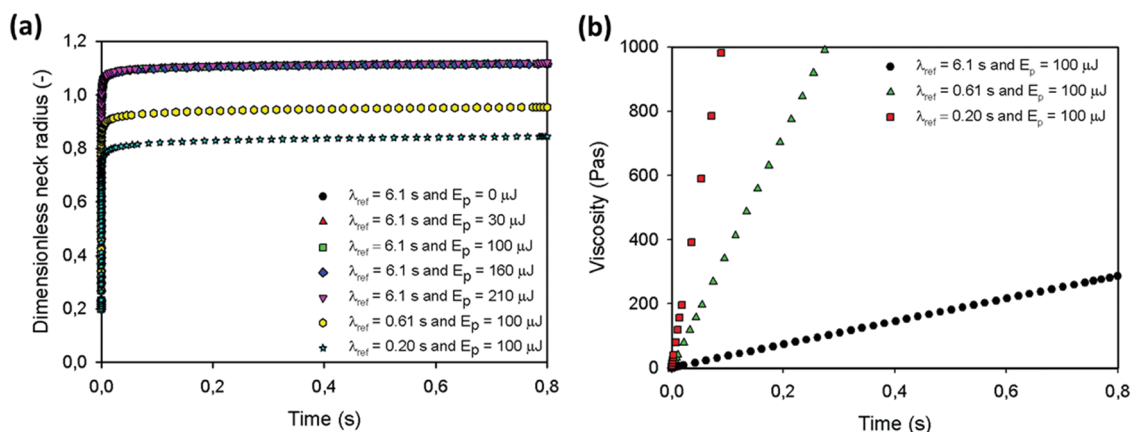 (a)
Dimensionless neck radius (-)
1,2
1,0
0,8
0,6
0,4
0,2
0,0
λref = 6.1 s and Ep = 0 μJ
λref = 6.1 s and Ep = 30 μJ
λref = 6.1 s and Ep = 100 μJ
λref = 6.1 s and Ep = 160 μJ
λref = 6.1 s and Ep = 210 μJ
λref = 0.61 s and Ep = 100 μJ
λref = 0.20 s and Ep = 100 μJ
0,0 0,2 0,4 0,6 0,8
Time (s)
(b)
Viscosity (Pas)
1000
800
600
400
200
0
λref = 6.1 s and Ep = 100 μJ
λref = 0.61 s and Ep = 100 μJ
λref = 0.20 s and Ep = 100 μJ
0,0 0,2 0,4 0,6 0,8
Time (s)